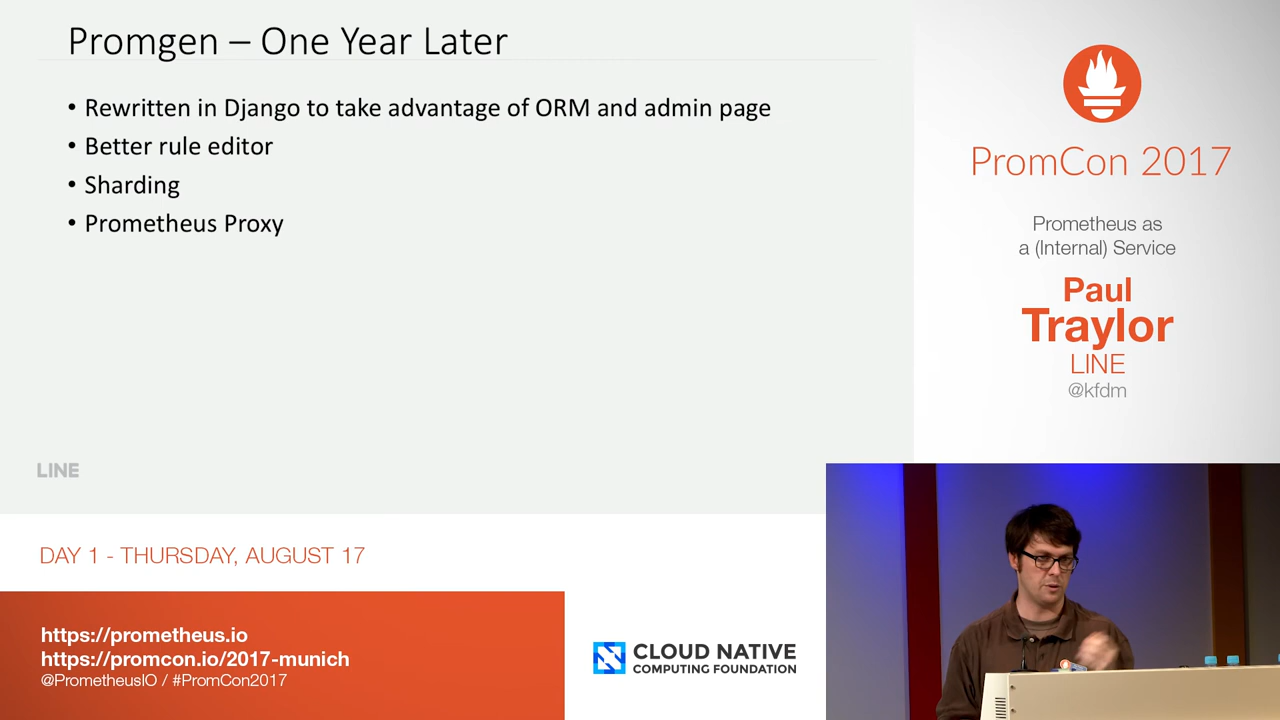 Promgen – One Year Later
• Rewritten in Django to take advantage of ORM and admin page
• Better rule editor
• Sharding
• Prometheus Proxy
LINE
PromCon 2017
Prometheus as
a (Internal) Service
Paul
Traylor
LINE
@kfdm
DAY 1 - THURSDAY, AUGUST 17
https://prometheus.io
https://promcon.io/2017-munich
@PrometheusIO / #PromCon2017
CLOUD NATIVE
COMPUTING FOUNDATION